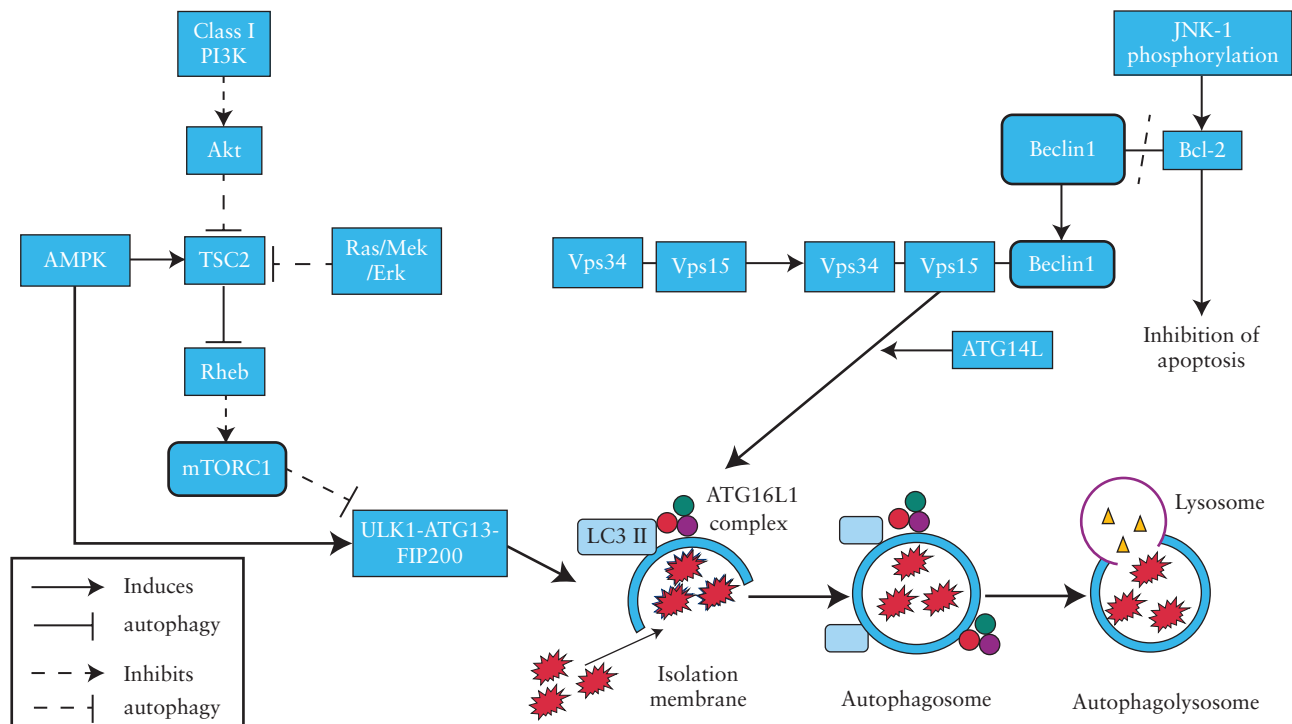 Class I
PI3K
Akt
AMPK
TSC2
Ras/Mek
/Erk
Rheb
mTORC1
ULK1-ATG13-
FIP200
JNK-1
phosphorylation
Beclin1
Bcl-2
Vps34
Vps15
Vps34
Vps15
Beclin1
ATG14L
Inhibition of
apoptosis
ATG16L1
complex
LC3 II
Lysosome
Isolation
membrane
Autophagosome
Autophagolysosome
Induces
autophagy
Inhibits
autophagy